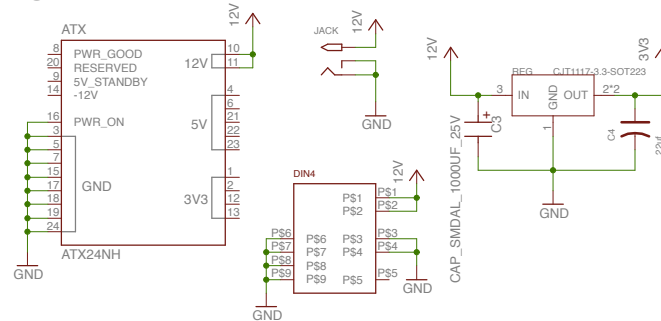 ATX
8 PWR_GOOD
20 RESERVED
9 5V_STANDBY
14 -12V
16 PWR_ON
3
5
7
15
17
18
19
24
GND
12V 10
11
4
6
5V 21
22
23
1
2
3V3 12
13
ATX24NH
GND
12V
JACK
12V
GND
DIN4
12V
P$1 P$1
P$2 P$2
P$6 P$6
P$7 P$7
P$8 P$8
P$9 P$9
P$3 P$3
P$4 P$4
P$5 P$5
GND
GND
12V
REG CJT1117-3.3-SOT223
3 IN
GND
OUT 2*2
1
3V3
+
C3
CAP_SMDAL_1000UF_25V
C4
GND